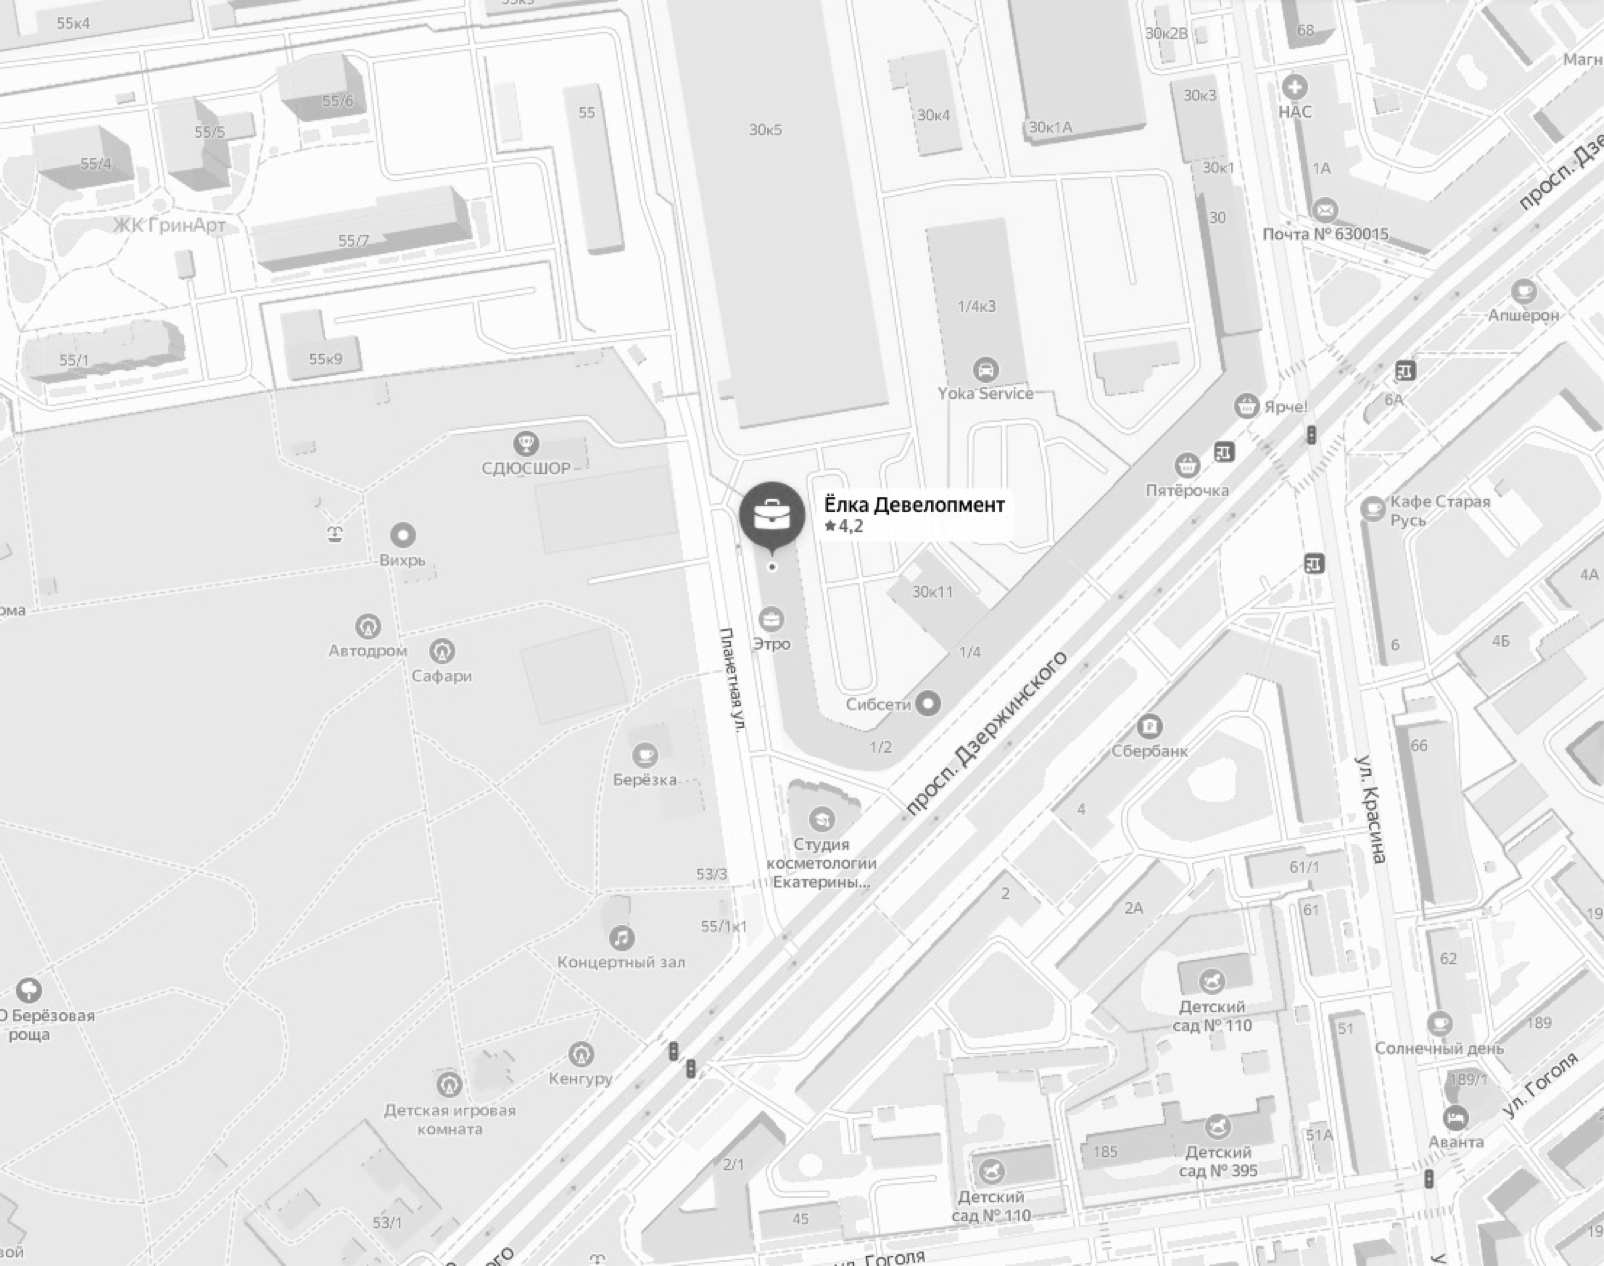 55к4
30к2В
68
Магн
55/6
НАС
55/5
55
30к5
30к4
30к1А
30к3
55/4
30к1
1А
просп. Дзе
ЖК ГринАрт
55/7
30
Почта № 630015
1/4к3
Апшерон
55/1
55к9
Yoka Service
6А
Ярче!
СДЮСШОР
Пятёрочка
Ёлка Девелопмент
4,2
Кафе Старая
Русь
Вихрь
4А
30к11
Автодром
Сафари
Этро
Планетная ул.
1/4
6
4Б
Сибсети
просп. Дзержинского
1/2
Сбербанк
66
Берёзка
ул. Красина
4
Студия
косметологии
Екатерины...
53/3
61/1
2
2А
61
55/1к1
Концертный зал
62
О Берёзовая
роща
Детский
сад № 110
51
189
Солнечный день
Кенгуру
189/1
ул. Гоголя
Детская игровая
комната
Аванта
51А
185
Детский
сад № 395
2/1
Детский
сад № 110
53/1
45
ул. Гоголя